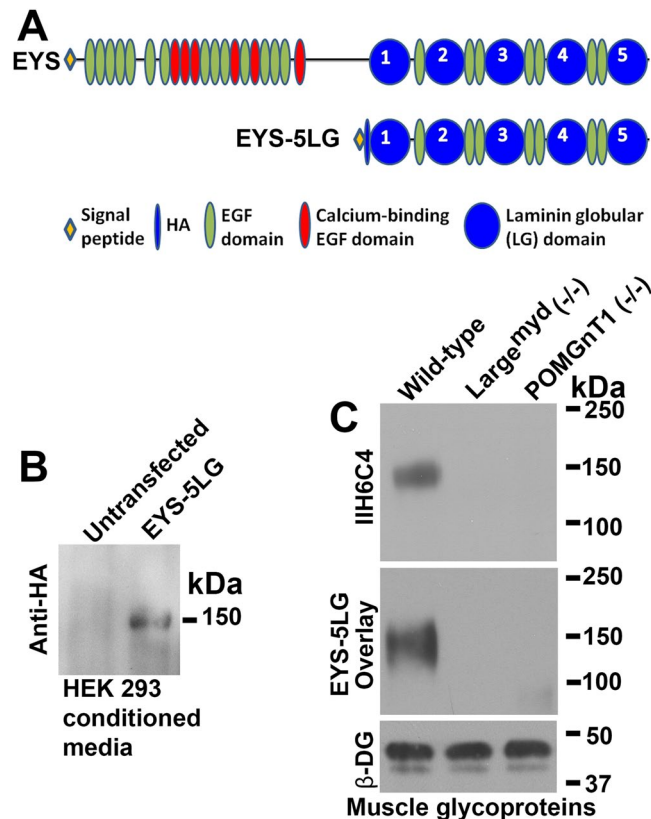 A
EYS
1 2 3 4 5
EYS-5LG
1 2 3 4 5
Signal peptide
HA
EGF domain
Calcium-binding EGF domain
Laminin globular (LG) domain
B
Untransfected
EYS-5LG
Anti-HA
kDa
150
HEK 293
conditioned
media
C
Wild-type
Largemyd (-/-)
POMGnT1 (-/-)
kDa
IIH6C4
250
150
100
EYS-5LG
Overlay
250
150
100
β-DG
50
37
Muscle glycoproteins